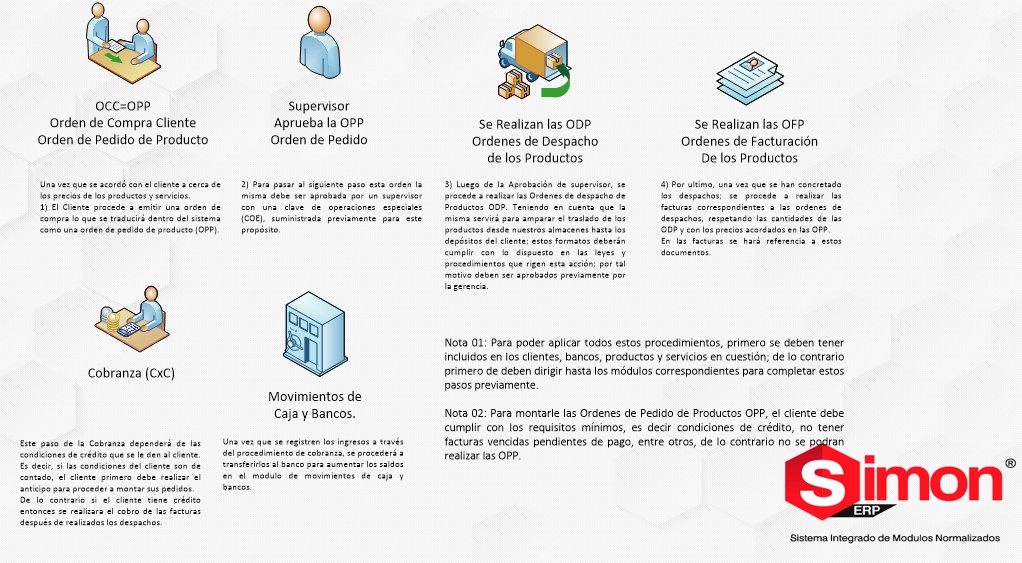 OCC=OPP
Orden de Compra Cliente
Orden de Pedido de Producto
Una vez que se acordó con el cliente a cerca de
los precios de los productos y servicios.
1) El Cliente procede a emitir una orden de
compra lo que se traducirá dentro del sistema
como una orden de pedido de producto (OPP).
Supervisor
Aprueba la OPP
Orden de Pedido
2) Para pasar al siguiente paso esta orden la
misma debe ser aprobada por un supervisor
con una clave de operaciones especiales
(COE), suministrada previamente para este
propósito.
Se Realizan las ODP
Ordenes de Despacho
de los Productos
3) Luego de la Aprobación de supervisor, se
procede a realizar las Ordenes de despacho de
Productos ODP. Teniendo en cuenta que la
misma servirá para amparar el traslado de los
productos desde nuestros almacenes hasta los
depósitos del cliente; estos formatos deberán
cumplir con lo dispuesto en las leyes y
procedimientos que rigen esta acción; por tal
motivo deben ser aprobados previamente por
la gerencia.
Se Realizan las OFP
Ordenes de Facturación
De los Productos
4) Por ultimo, una vez que se han concretado
los despachos; se procede a realizar las
facturas correspondientes a las ordenes de
despachos, respetando las cantidades de las
ODP y con los precios acordados en las OPP.
En las facturas se hará referencia a estos
documentos.
Cobranza (CxC)
Este paso de la Cobranza dependerá de las
condiciones de crédito que se le den al cliente.
Es decir, si las condiciones del cliente son de
contado, el cliente primero debe realizar el
anticipo para proceder a montar sus pedidos.
De lo contrario si el cliente tiene crédito
entonces se realizara el cobro de las facturas
después de realizados los despachos.
Movimientos de
Caja y Bancos.
Una vez que se registren los ingresos a través
del procedimiento de cobranza, se procederá a
transferirlos al banco para aumentar los saldos
en el modulo de movimientos de caja y
bancos.
Nota 01: Para poder aplicar todos estos procedimientos, primero se deben tener
incluidos en los clientes, bancos, productos y servicios en cuestión; de lo contrario
primero de deben dirigir hasta los módulos correspondientes para completar estos
pasos previamente.
Nota 02: Para montarle las Ordenes de Pedido de Productos OPP, el cliente debe
cumplir con los requisitos mínimos, es decir condiciones de crédito, no tener
facturas vencidas pendientes de pago, entre otros, de lo contrario no se podran
realizar las OPP.
Simon®
ERP
Sistema Integrado de Modulos Normalizados